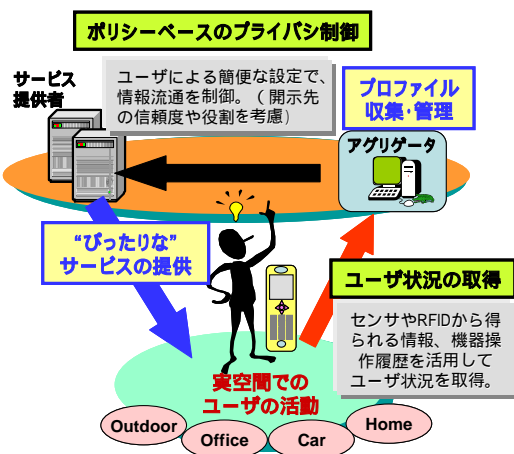 ポリシーベースのプライバシ制御
サービス
提供者
ユーザによる簡便な設定で、
情報流通を制御。（開示先
の信頼度や役割を考慮）
プロファイル
収集・管理
アグリゲータ
“ぴったりな”
サービスの提供
ユーザ状況の取得
センサやRFIDから得
られる情報、機器操
作履歴を活用して
ユーザ状況を取得。
実空間での
ユーザの活動
Outdoor
Office
Car
Home